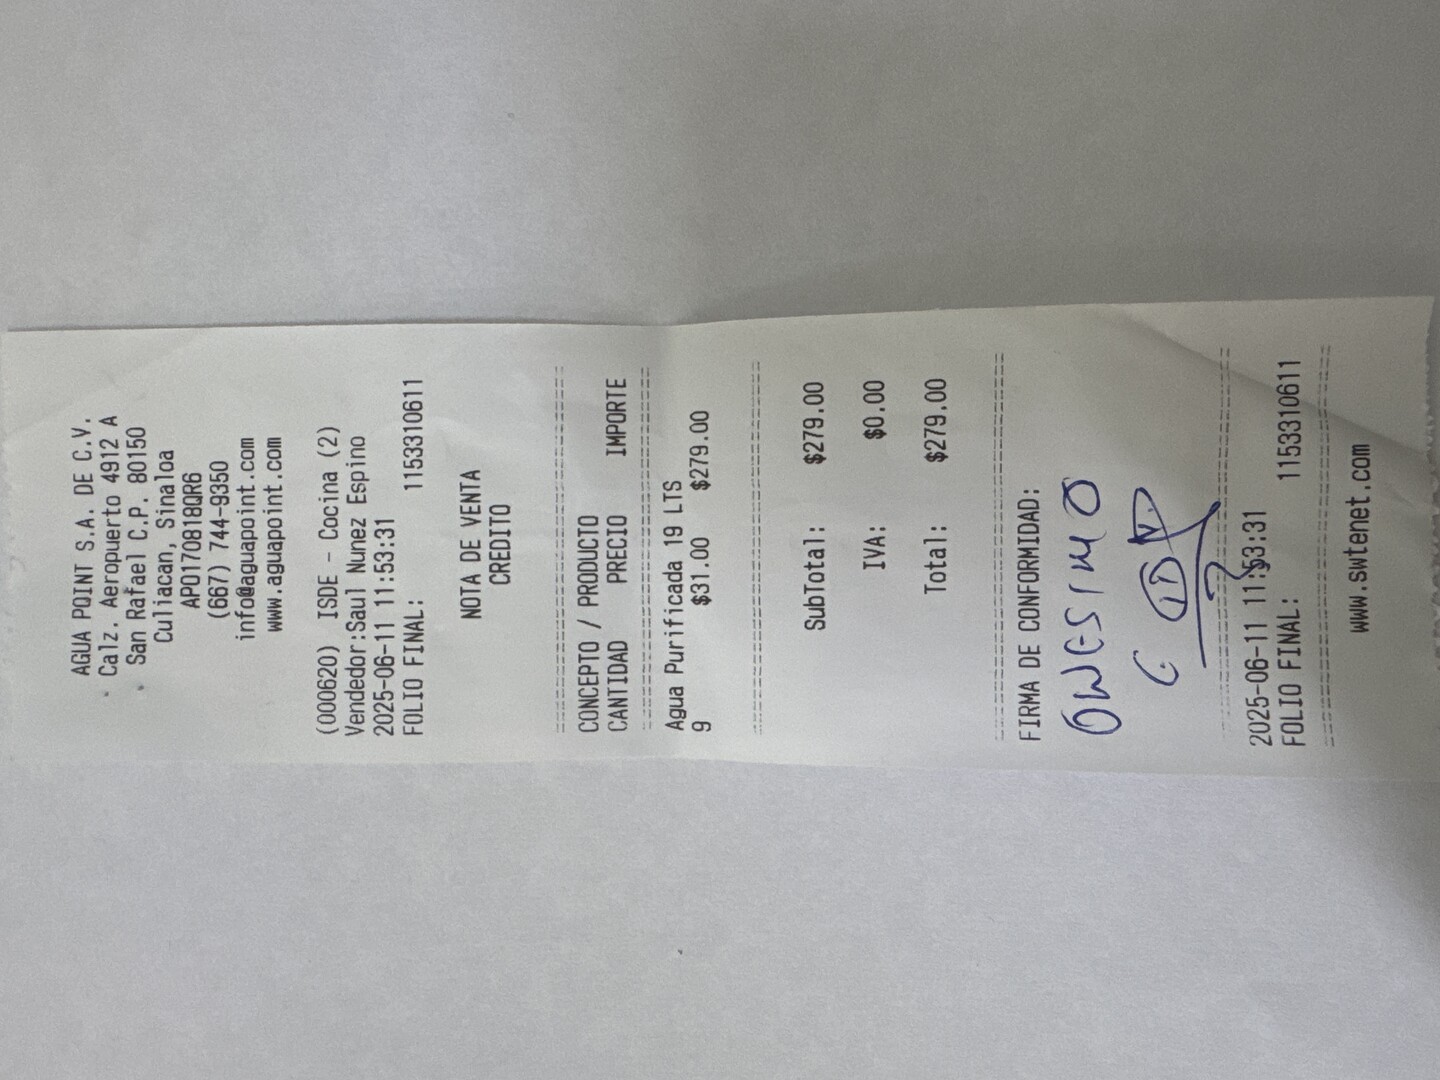 AGUA POINT S.A. DE C.V.
Calz. Aeropuerto 4912 A
San Rafael C.P. 80150
Culiacan, Sinaloa
APO170818QR6
(667) 744-9350
info@aguapoint.com
www.aguapoint.com
(000620) ISDE - Cocina (2)
Vendedor:Saul Nunez Espino
2025-06-11 11:53:31
FOLIO FINAL: 1153310611
NOTA DE VENTA
CREDITO
CONCEPTO / PRODUCTO
CANTIDAD PRECIO IMPORTE
Agua Purificada 19 LTS
9 $31.00 $279.00
SubTotal: $279.00
IVA: $0.00
Total: $279.00
FIRMA DE CONFORMIDAD:
2025-06-11 11:53:31
FOLIO FINAL: 1153310611
www.swtenet.com